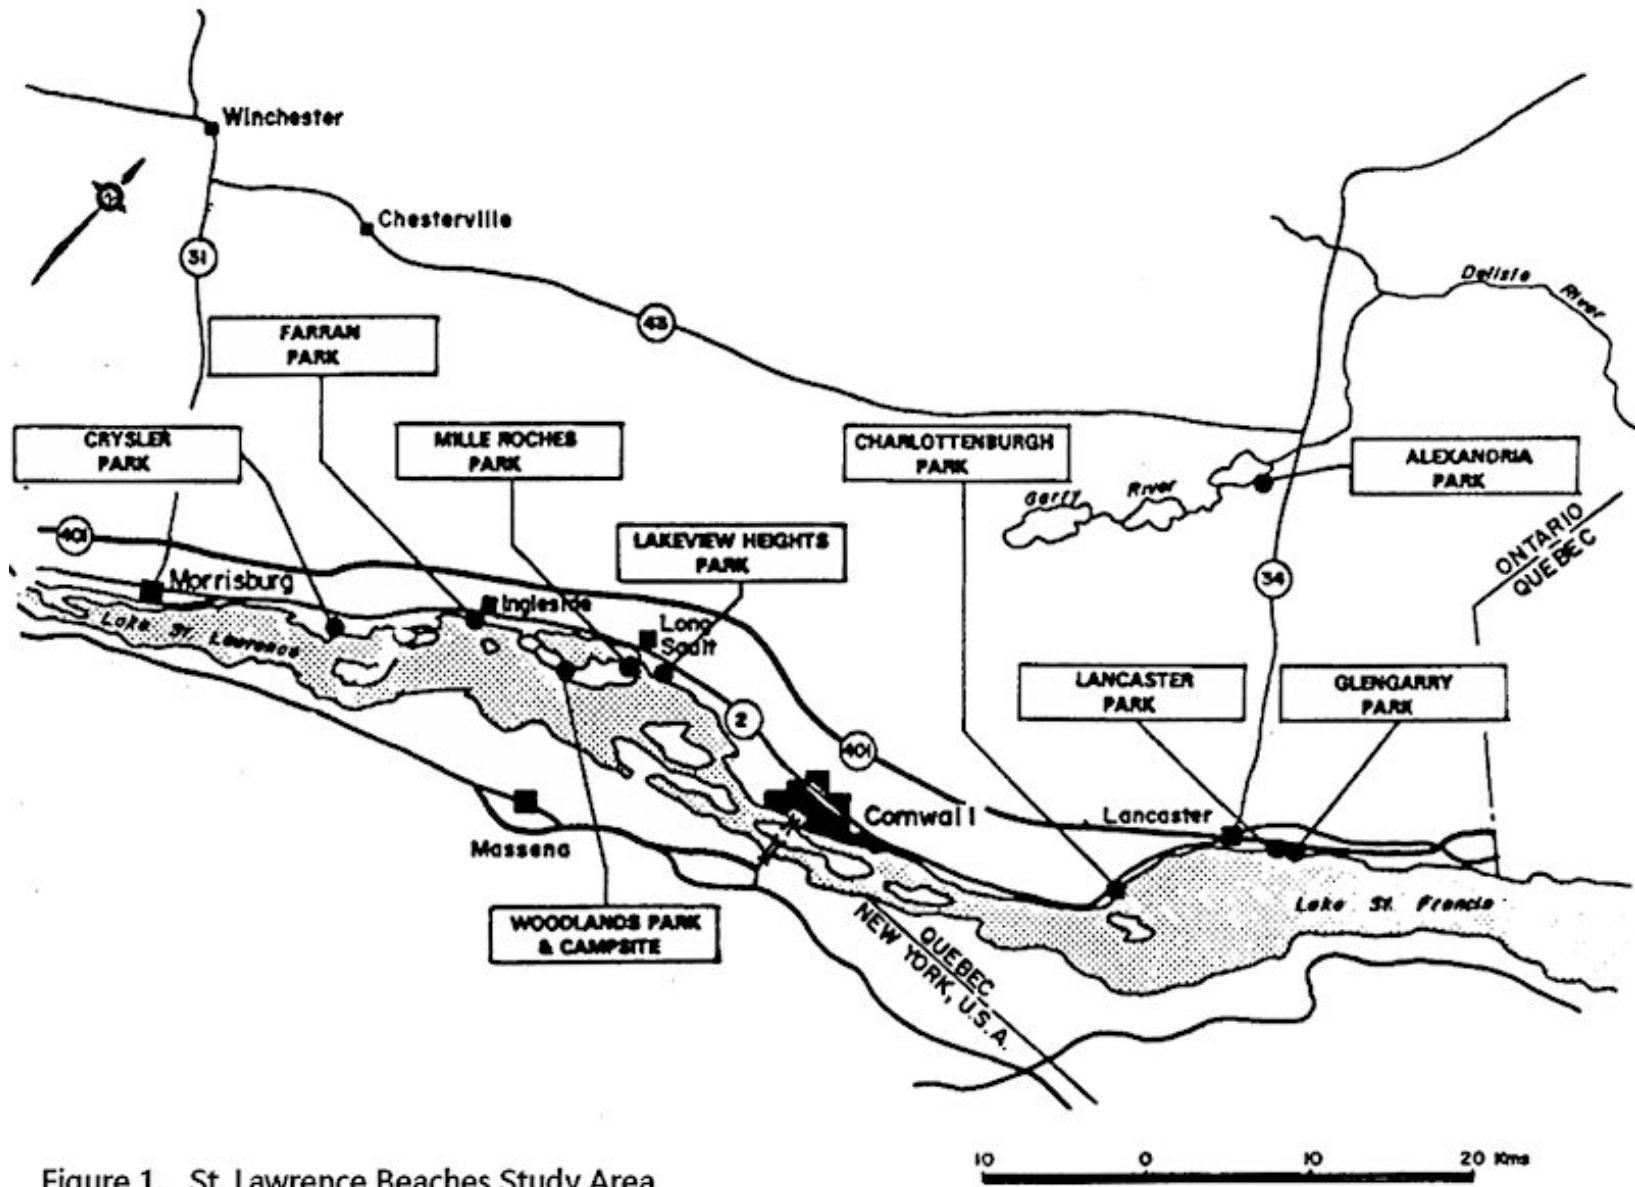 Winchester
Chesterville
31
43
Delisle River
FARRAN
PARK
CRYSLER
PARK
MILLE ROCHES
PARK
CHARLOTTENBURGH
PARK
ALEXANDRIA
PARK
Garry River
LAKEVIEW HEIGHTS
PARK
ONTARIO
QUEBEC
401
Morrisburg
Ingleside
34
Lake St. Lawrence
Long
Sault
LANCASTER
PARK
GLENGARRY
PARK
2
401
Cornwall
Lancaster
Massena
WOODLANDS PARK
& CAMPSITE
Lake St. Francis
QUEBEC
NEW YORK, U.S.A.
10 0 10 20 Kms
Figure 1. St. Lawrence Beaches Study Area